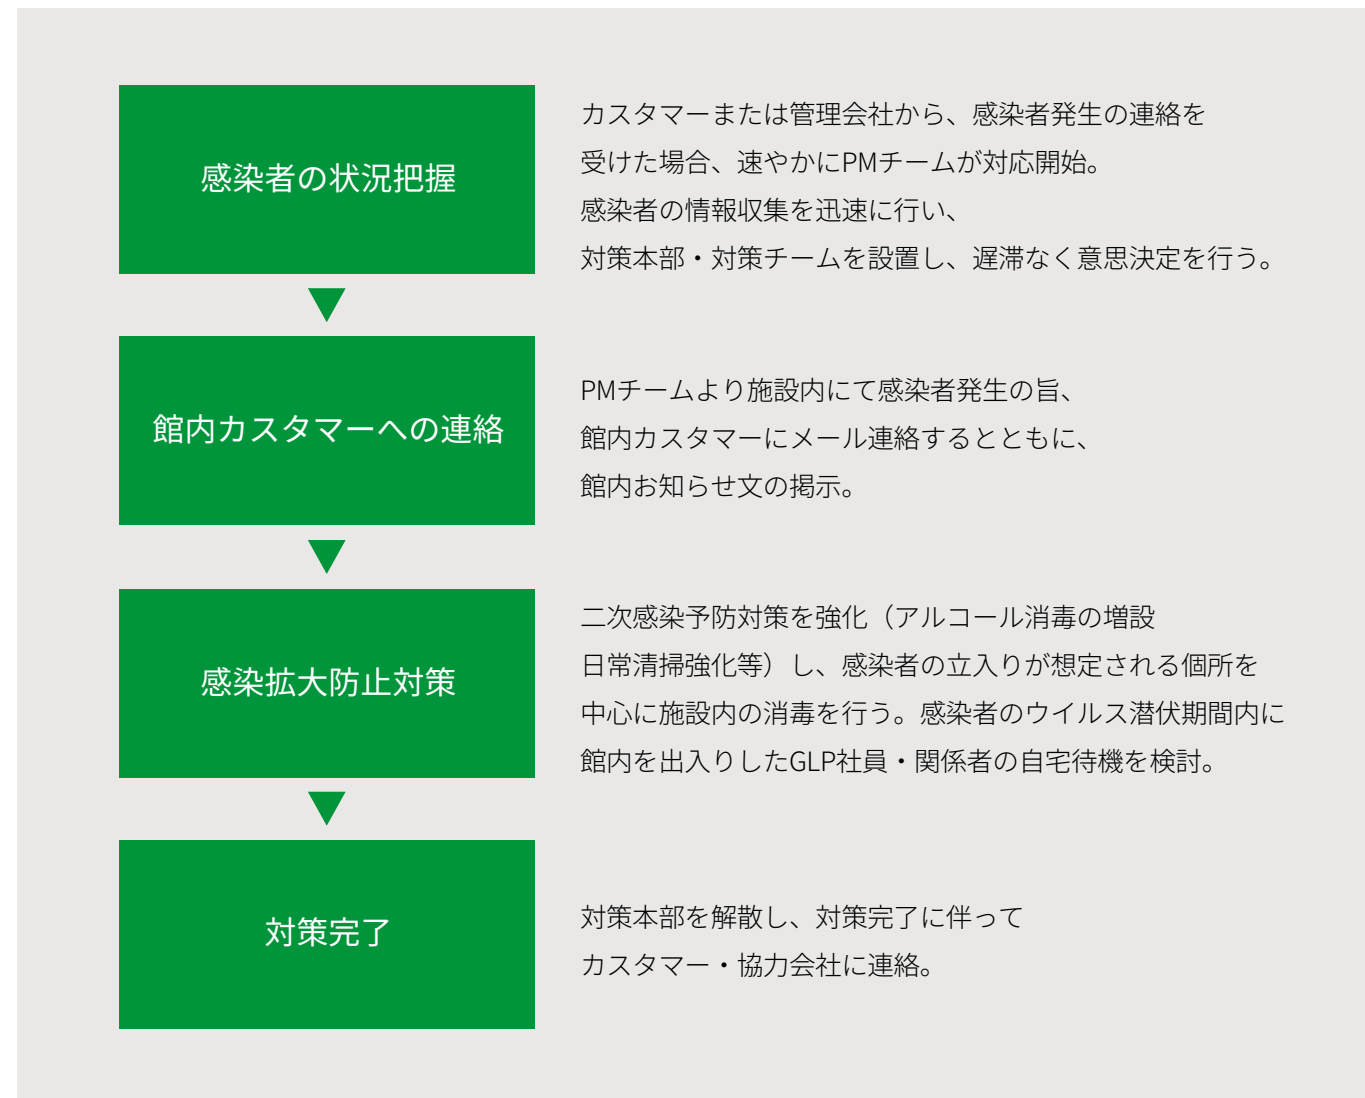 感染者の状況把握
カスタマーまたは管理会社から、感染者発生の連絡を
受けた場合、速やかにPMチームが対応開始。
感染者の情報収集を迅速に行い、
対策本部・対策チームを設置し、遅滞なく意思決定を行う。
館内カスタマーへの連絡
PMチームより施設内にて感染者発生の旨、
館内カスタマーにメール連絡するとともに、
館内お知らせ文の掲示。
感染拡大防止対策
二次感染予防対策を強化（アルコール消毒の増設
日常清掃強化等）し、感染者の立入りが想定される個所を
中心に施設内の消毒を行う。感染者のウイルス潜伏期間内に
館内を出入りしたGLP社員・関係者の自宅待機を検討。
対策完了
対策本部を解散し、対策完了に伴って
カスタマー・協力会社に連絡。